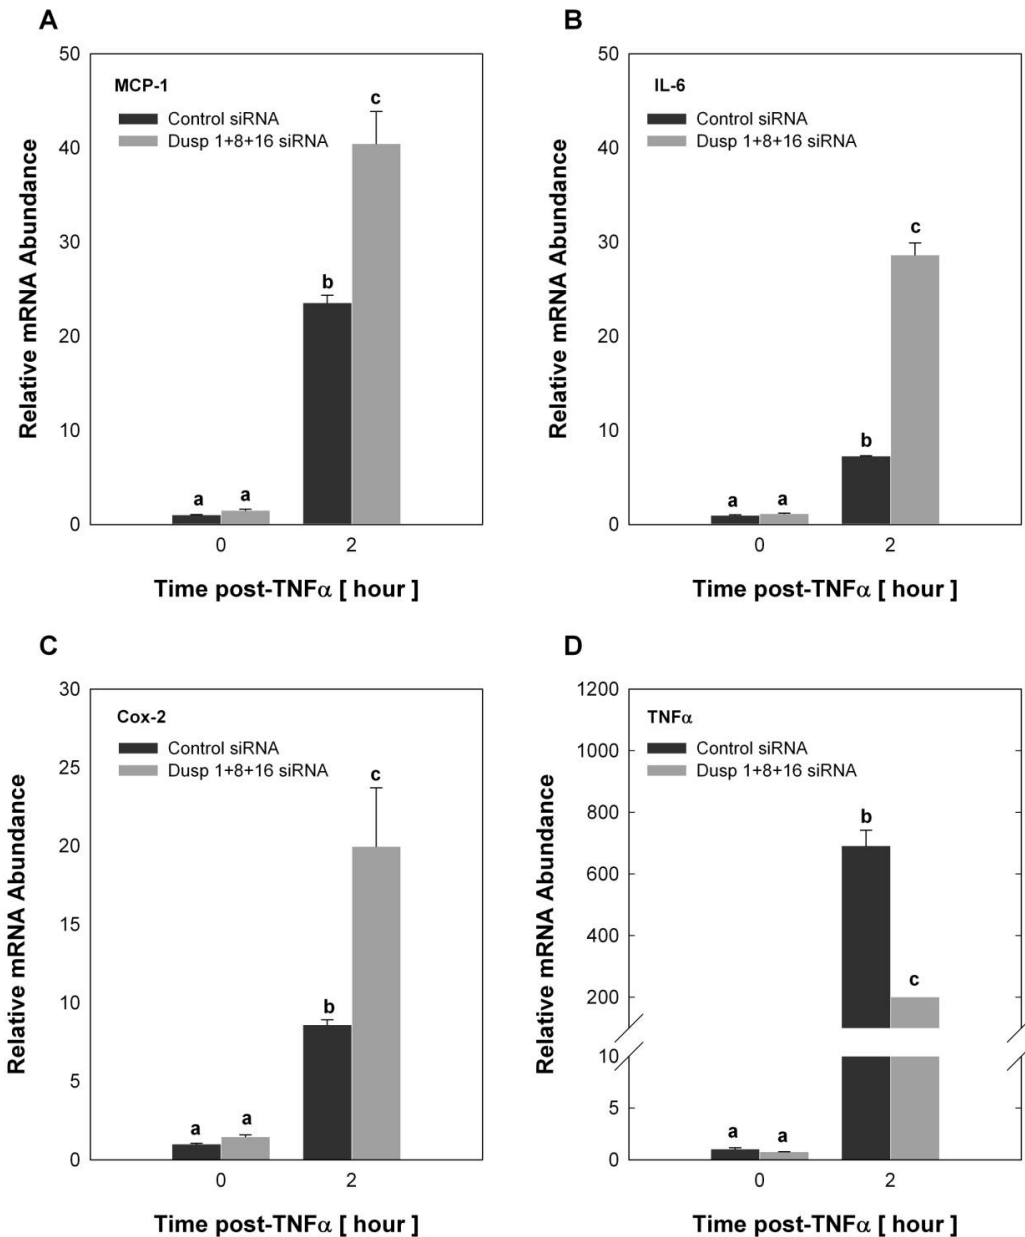 A
50
40
30
20
10
0
Relative mRNA Abundance
MCP-1
Control siRNA
Dusp 1+8+16 siRNA
a
a
b
c
0
2
Time post-TNFα [ hour ]
B
50
40
30
20
10
0
Relative mRNA Abundance
IL-6
Control siRNA
Dusp 1+8+16 siRNA
a
a
b
c
0
2
Time post-TNFα [ hour ]
C
30
25
20
15
10
5
0
Relative mRNA Abundance
Cox-2
Control siRNA
Dusp 1+8+16 siRNA
a
a
b
c
0
2
Time post-TNFα [ hour ]
D
1200
1000
800
600
400
200
10
5
0
Relative mRNA Abundance
TNFα
Control siRNA
Dusp 1+8+16 siRNA
a
a
b
c
0
2
Time post-TNFα [ hour ]